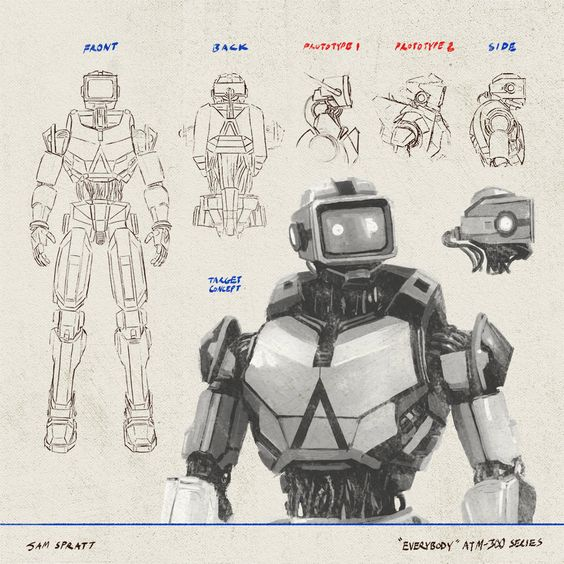 FRONT
BACK
PROTOTYPE 1
PROTOTYPE 2
SIDE
TARGET
CONCEPT
SAM SPRATT
"EVERYBODY" ATM-300 SERIES